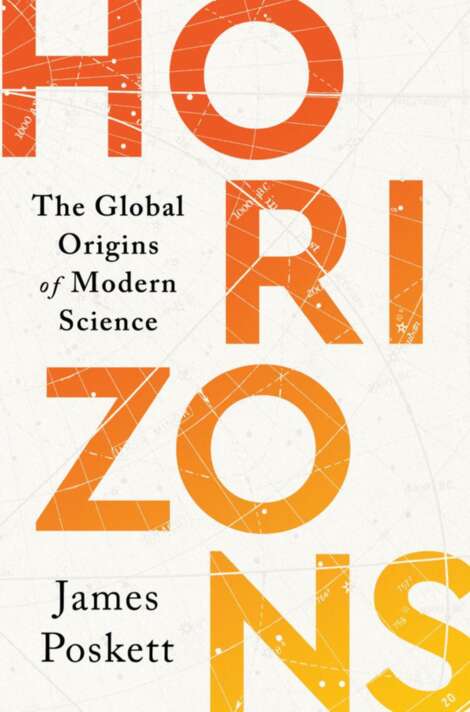 HO
The Global
Origins
of Modern
Science
RI
ZO
James
Poskett
NS